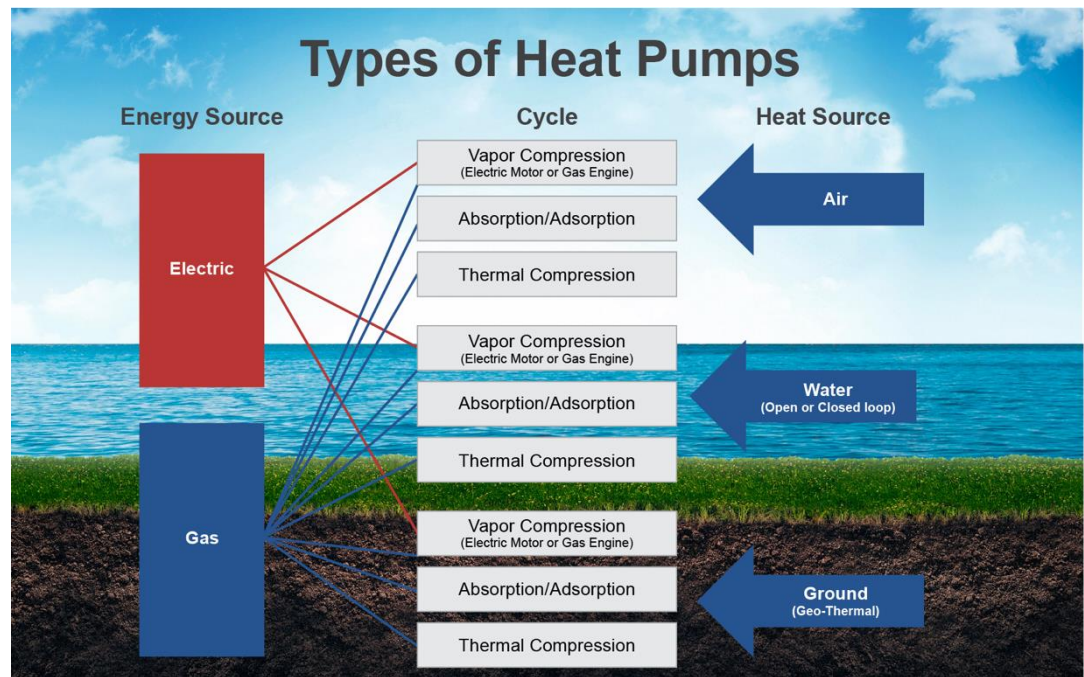 Types of Heat Pumps
Energy Source
Cycle
Heat Source
Electric
Gas
Vapor Compression
(Electric Motor or Gas Engine)
Absorption/Adsorption
Thermal Compression
Air
Vapor Compression
(Electric Motor or Gas Engine)
Absorption/Adsorption
Thermal Compression
Water
(Open or Closed loop)
Vapor Compression
(Electric Motor or Gas Engine)
Absorption/Adsorption
Thermal Compression
Ground
(Geo-Thermal)